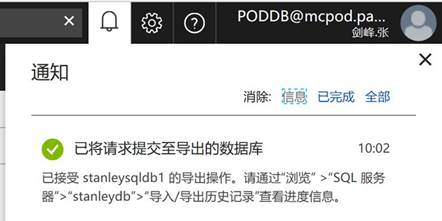 PODDB@mcpod.pa...
剑峰.张
通知
消除: 信息 已完成 全部
已将请求提交至导出的数据库 10:02
已接受 stanleysqldb1 的导出操作。请通过“浏览” >“SQL 服务
器”>“stanleydb”>“导入/导出历史记录”查看进度信息。